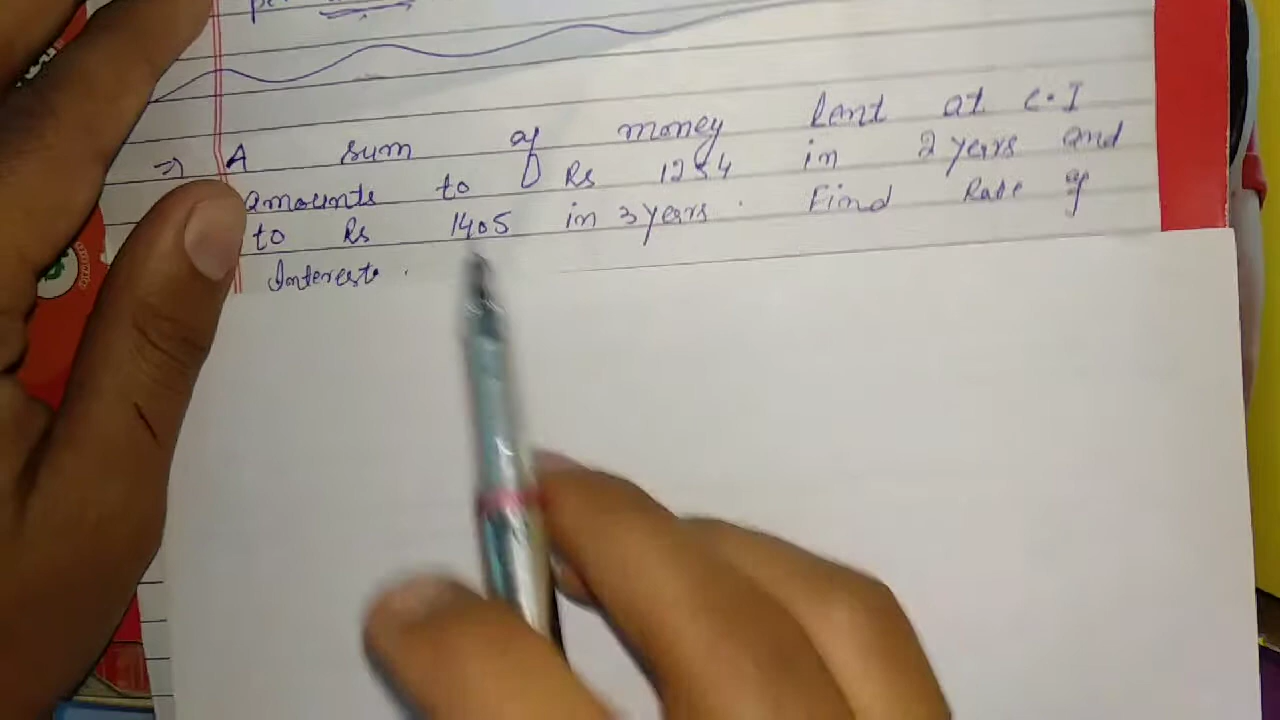 ⇒ A sum of money lent at C.I
amounts to Rs 1254 in 2 years and
to Rs 1405 in 3 years. Find Rate of
Interest.